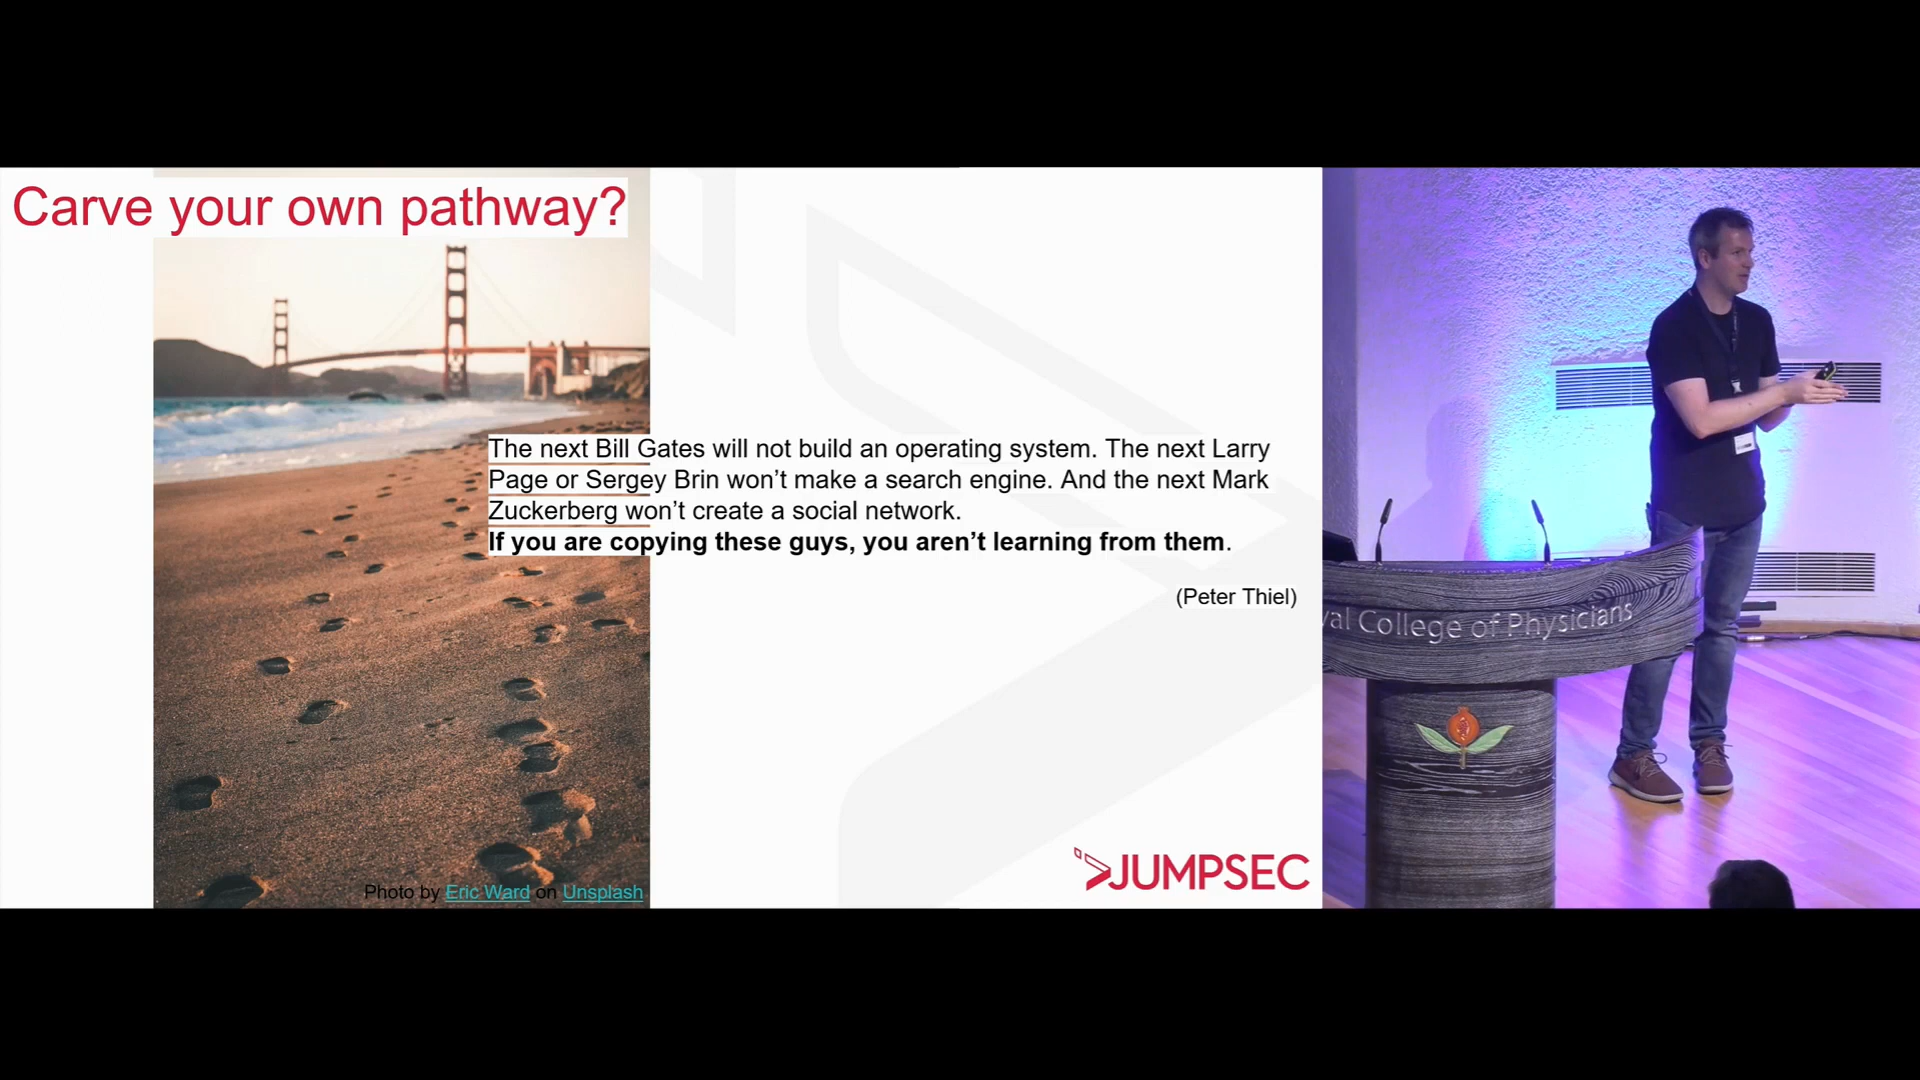 Carve your own pathway?
The next Bill Gates will not build an operating system. The next Larry
Page or Sergey Brin won’t make a search engine. And the next Mark
Zuckerberg won’t create a social network.
If you are copying these guys, you aren’t learning from them.
(Peter Thiel)
Photo by Eric Ward on Unsplash
JUMPSEC
College of Physicians